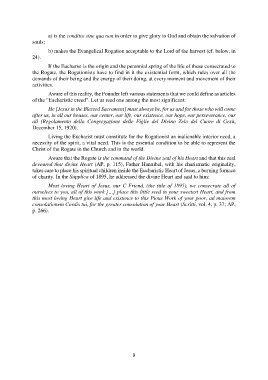 a) is the conditio sine qua non in order to give glory to God and obtain the salvation of
souls;
b) makes the Evangelical Rogation acceptable to the Lord of the harvest (cf. below, in
24).
If the Eucharist is the origin and the perennial spring of the life of those consecrated to
the Rogate, the Rogationists have to find in it the existential form, which rules over all the
demands of their being and the energy of their doing, at every moment and movement of their
activities.
Aware of this reality, the Founder left various statements that we could define as articles
of the "Eucharistic creed". Let us read one among the most significant:
He [Jesus in the Blessed Sacrament] must always be, for us and for those who will come
after us, in all our houses, our center, our life, our existence, our hope, our perseverance, our
all (Regolamento della Congregazione delle Figlie del Divino Zelo del Cuore di Gesù,
December 15, 1920).
Living the Eucharist must constitute for the Rogationist an inalienable interior need, a
necessity of the spirit, a vital need. This is the essential condition to be able to represent the
Christ of the Rogate in the Church and in the world.
Aware that the Rogate is the command of the Divine zeal of his Heart and that this zeal
devoured that divine Heart (AP, p. 115), Father Hannibal, with his charismatic originality,
takes care to place his spiritual children inside the Eucharistic Heart of Jesus, a burning furnace
of charity. In the Supplica of 1895, he addressed the divine Heart and said to him:
Most loving Heart of Jesus, our C Friend, (the title of 1895), we consecrate all of
ourselves to you, all of this work [...] place this little seed in your sweetest Heart, and from
this most loving Heart give life and existence to this Pious Work of your poor, ad maiorem
consolationem Cordis tui, for the greater consolation of your Heart (Scritti, vol. 4, p. 37; AP,
p. 266).
8